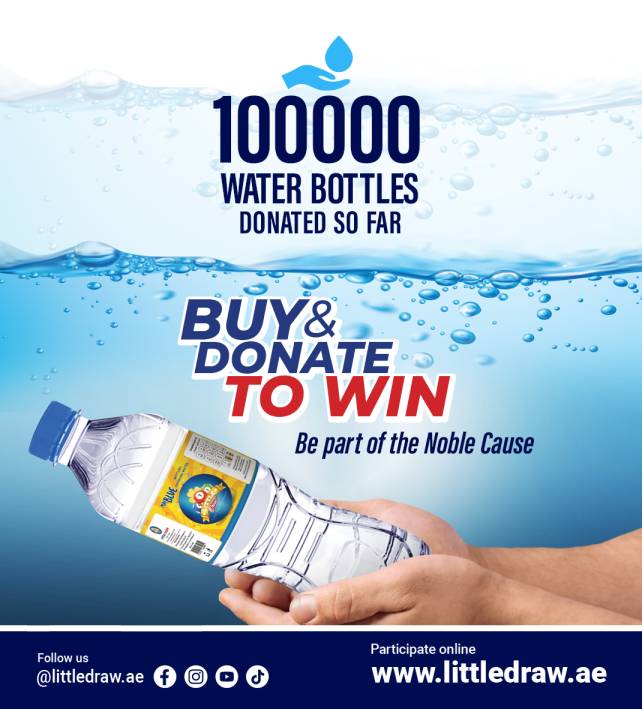 100000
WATER BOTTLES
DONATED SO FAR
BUY&
DONATE
TO WIN
Be part of the Noble Cause
Follow us
@littledraw.ae
Participate online
www.littledraw.ae